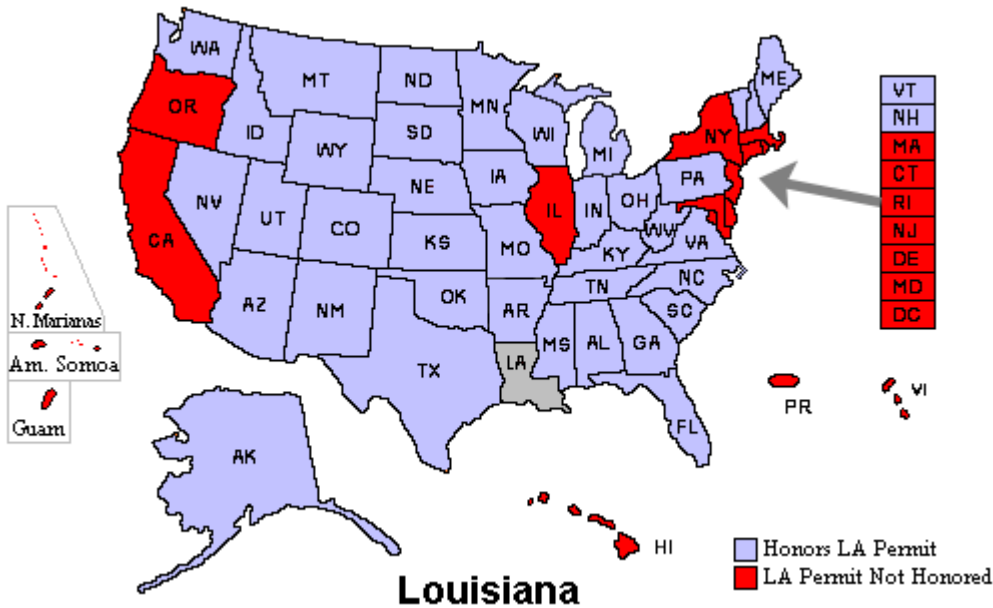 WA
MT
ND
MN
ME
OR
ID
SD
WI
MI
NY
WY
IA
NE
PA
NV
UT
CO
IL
IN
OH
WV
VA
KS
MO
KY
CA
AZ
NM
OK
AR
TN
NC
SC
TX
LA
MS
AL
GA
FL
AK
HI
PR
VI
VT
NH
MA
CT
RI
NJ
DE
MD
DC
N. Marianas
Am. Somoa
Guam
Honors LA Permit
LA Permit Not Honored
Louisiana